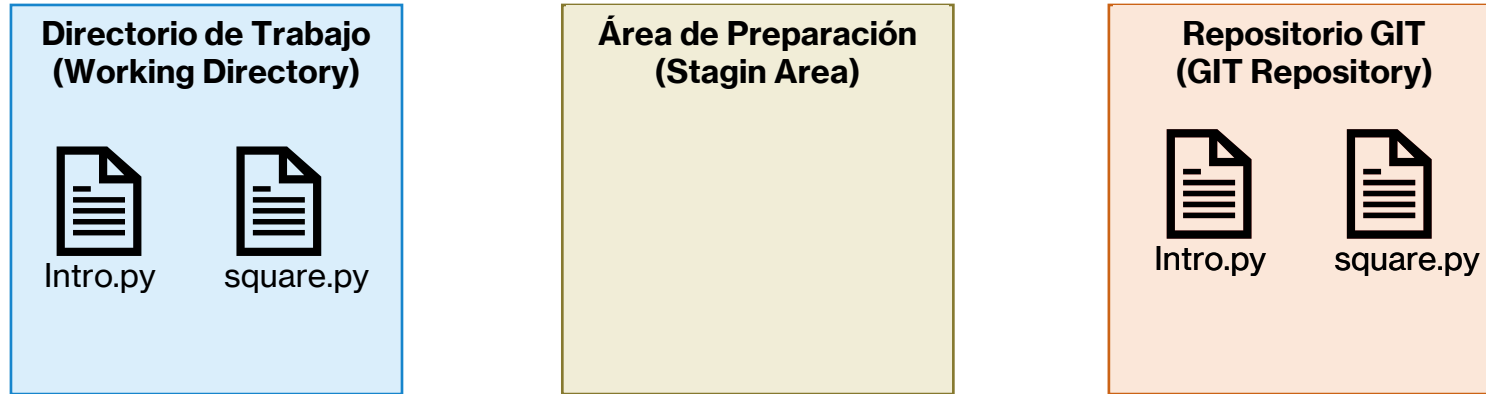 Directorio de Trabajo
(Working Directory)
Intro.py
square.py
Área de Preparación
(Stagin Area)
Repositorio GIT
(GIT Repository)
Intro.py
square.py